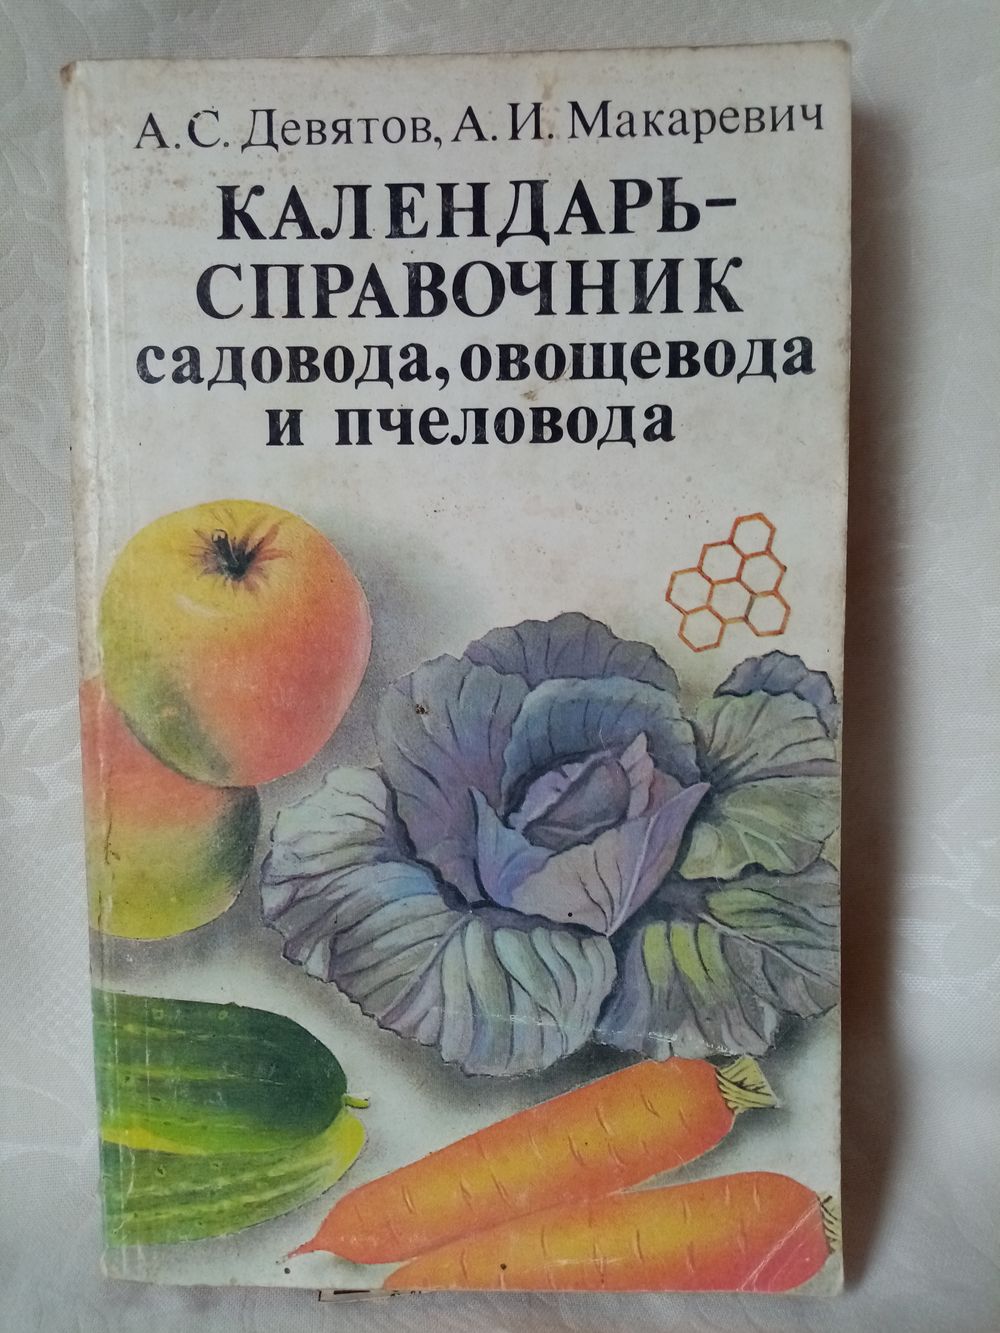 А. С. Девятов, А. И. Макаревич
КАЛЕНДАРЬ-
СПРАВОЧНИК
садовода, овощевода
и пчеловода